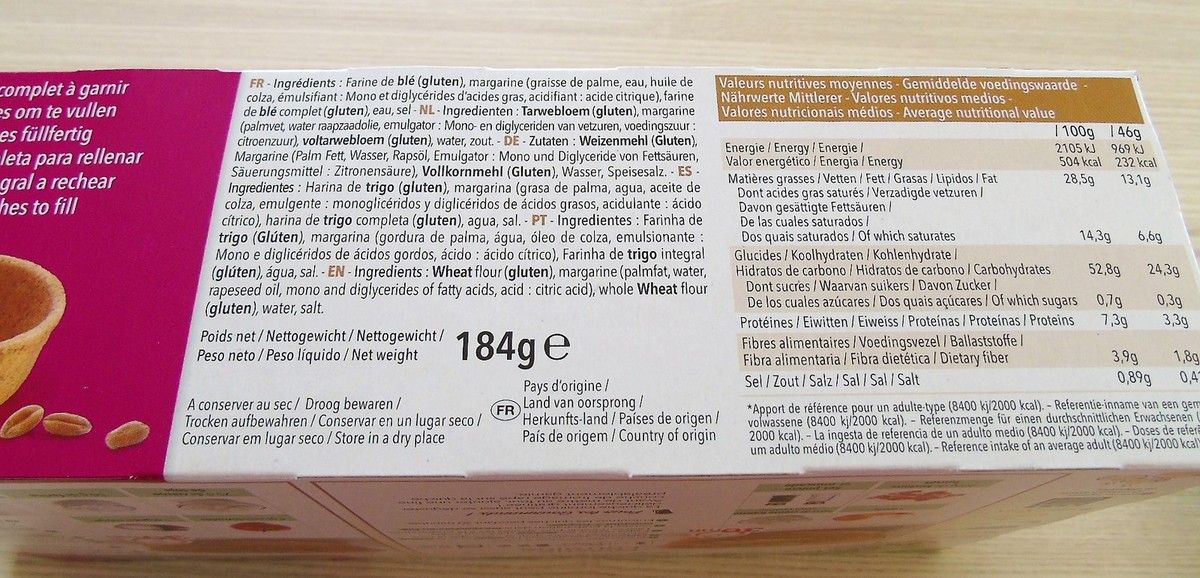 complet à garnir
es om te vullen
es füllfertig
leta para rellenar
gral a rechear
hes to fill
FR - Ingrédients : Farine de blé (gluten), margarine (graisse de palme, eau, huile de
colza, émulsifiant : Mono et diglycérides d'acides gras, acidifiant : acide citrique), farine
de blé complet (gluten), eau, sel - NL - Ingredienten : Tarwebloem (gluten), margarine
(palmvet, water raapzaadolie, emulgator : Mono- en diglyceriden van vetzuren, voedingszuur :
citroenzuur), voltarwebloem (gluten), water, zout. - DE - Zutaten : Weizenmehl (Gluten),
Margarine (Palm Fett, Wasser, Rapsöl, Emulgator : Mono und Diglyceride von Fettsäuren,
Säuerungsmittel : Zitronensäure), Vollkornmehl (Gluten), Wasser, Speisesalz. - ES -
Ingredientes : Harina de trigo (gluten), margarina (grasa de palma, agua, aceite de
colza, emulgente : monoglicéridos y diglicéridos de ácidos grasos, acidulante : ácido
cítrico), harina de trigo completa (gluten), agua, sal. - PT - Ingredientes : Farinha de
trigo (Glúten), margarina (gordura de palma, água, óleo de colza, emulsionante :
Mono e diglicéridos de ácidos gordos, ácido : ácido cítrico), Farinha de trigo integral
(glúten), água, sal. - EN - Ingredients : Wheat flour (gluten), margarine (palmfat, water,
rapeseed oil, mono and diglycerides of fatty acids, acid : citric acid), whole Wheat flour
(gluten), water, salt.
Poids net / Nettogewicht / Nettogewicht /
Peso neto / Peso líquido / Net weight
184g e
A conserver au sec / Droog bewaren /
Trocken aufbewahren / Conservar en un lugar seco /
Conservar em lugar seco / Store in a dry place
FR
Pays d'origine /
Land van oorsprong /
Herkunfts-land / Países de origen /
País de origem / Country of origin
Valeurs nutritives moyennes - Gemiddelde voedingswaarde -
Nährwerte Mittlerer - Valores nutritivos medios -
Valores nutricionais médios - Average nutritional value
/ 100g / 46g
Energie / Energy / Energie / 2105 kJ 969 kJ
Valor energético / Energia / Energy 504 kcal 232 kcal
Matières grasses / Vetten / Fett / Grasas / Lipidos / Fat 28,5g 13,1g
Dont acides gras saturés / Verzadigde vetzuren /
Davon gesättigte Fettsäuren /
De las cuales saturados /
Dos quais saturados / Of which saturates 14,3g 6,6g
Glucides / Koolhydraten / Kohlenhydrate /
Hidratos de carbono / Hidratos de carbono / Carbohydrates 52,8g 24,3g
Dont sucres / Waarvan suikers / Davon Zucker /
De los cuales azúcares / Dos quais açúcares / Of which sugars 0,7g 0,3g
Protéines / Eiwitten / Eiweiss / Proteínas / Proteínas / Proteins 7,3g 3,3g
Fibres alimentaires / Voedingsvezel / Ballaststoffe /
Fibra alimentaria / Fibra dietética / Dietary fiber 3,9g 1,8g
Sel / Zout / Salz / Sal / Sal / Salt 0,89g 0,4
*Apport de référence pour un adulte-type (8400 kj/2000 kcal). – Referentie-inname van een gem
volwassene (8400 kj/2000 kcal). – Referenzmenge für einen durchschnittlichen Erwachsenen (
2000 kcal). – La ingesta de referencia de un adulto medio (8400 kj/2000 kcal). – Doses de refer
um adulto médio (8400 kj/2000 kcal). – Reference intake of an average adult (8400 kj/2000 kcal